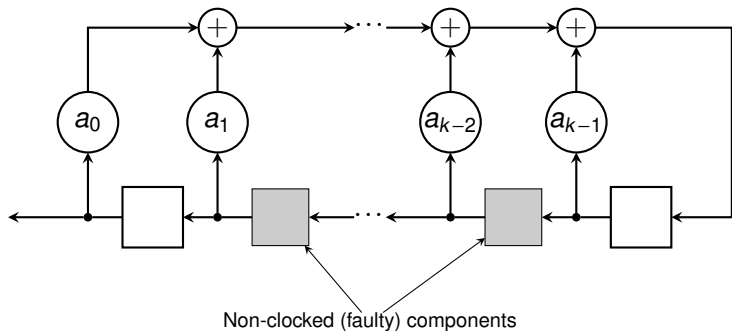 + ··· + +
a₀ a₁ aₖ₋₂ aₖ₋₁
···
Non-clocked (faulty) components